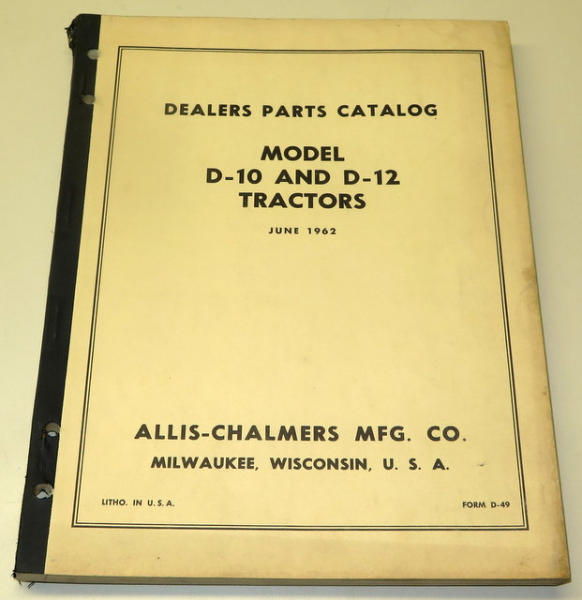 DEALERS PARTS CATALOG
MODEL
D-10 AND D-12
TRACTORS
JUNE 1962
ALLIS-CHALMERS MFG. CO.
MILWAUKEE, WISCONSIN, U. S. A.
LITHO. IN U. S. A.
FORM D-49